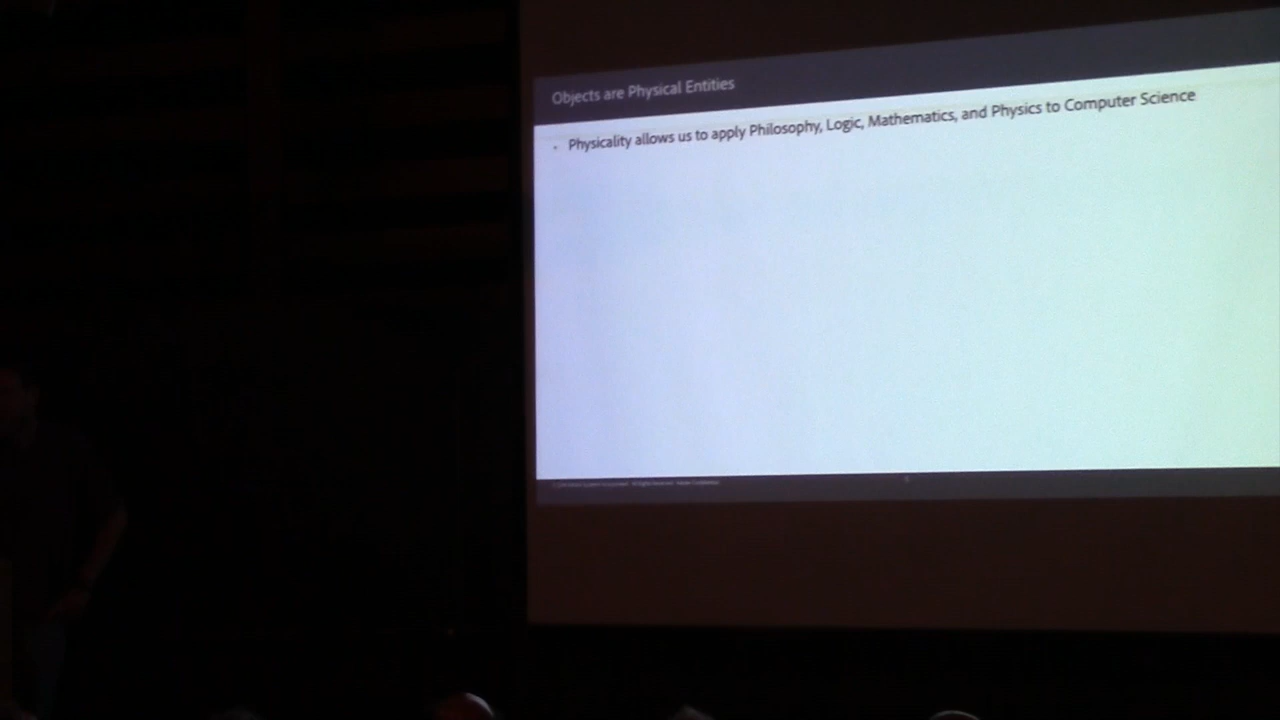 Objects are Physical Entities
• Physicality allows us to apply Philosophy, Logic, Mathematics, and Physics to Computer Science